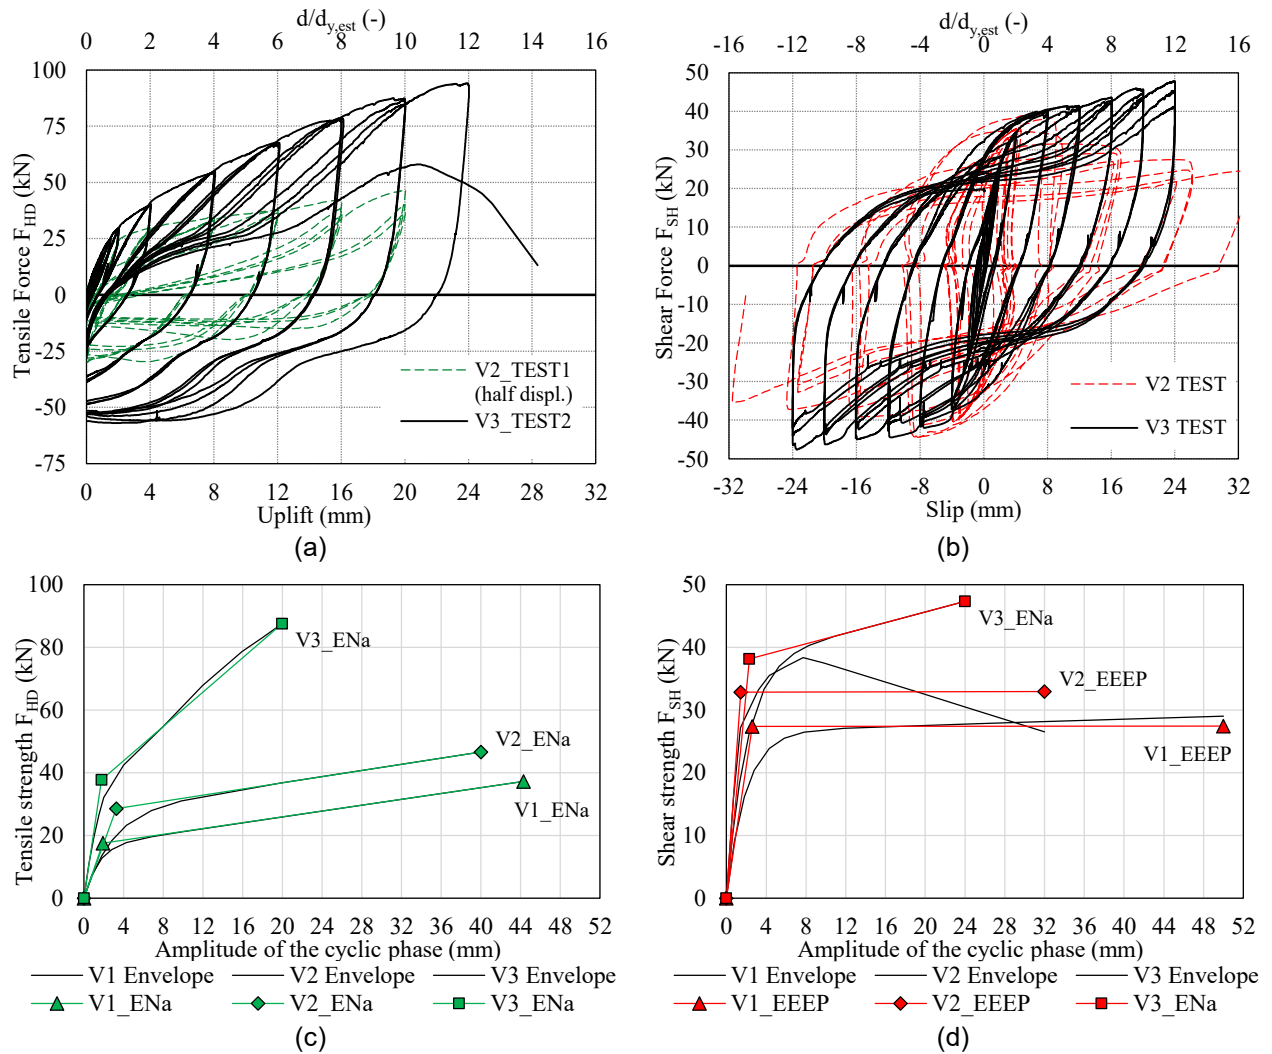 d/dy,est (-)
0 2 4 6 8 10 12 14 16
100
75
50
25
0
-25
-50
-75
Tensile Force FHD (kN)
V2_TEST1
(half displ.)
V3_TEST2
0 4 8 12 16 20 24 28 32
Uplift (mm)
(a)
d/dy,est (-)
-16 -12 -8 -4 0 4 8 12 16
50
40
30
20
10
0
-10
-20
-30
-40
-50
Shear Force FSH (kN)
V2 TEST
V3 TEST
-32 -24 -16 -8 0 8 16 24 32
Slip (mm)
(b)
100
80
60
40
20
0
Tensile strength FHD (kN)
V3_ENa
V2_ENa
V1_ENa
0 4 8 12 16 20 24 28 32 36 40 44 48 52
Amplitude of the cyclic phase (mm)
V1 Envelope V2 Envelope V3 Envelope
V1_ENa V2_ENa V3_ENa
(c)
50
40
30
20
10
0
Shear strength FSH (kN)
V3_ENa
V2_EEEP
V1_EEEP
0 4 8 12 16 20 24 28 32 36 40 44 48 52
Amplitude of the cyclic phase (mm)
V1 Envelope V2 Envelope V3 Envelope
V1_EEEP V2_EEEP V3_ENa
(d)